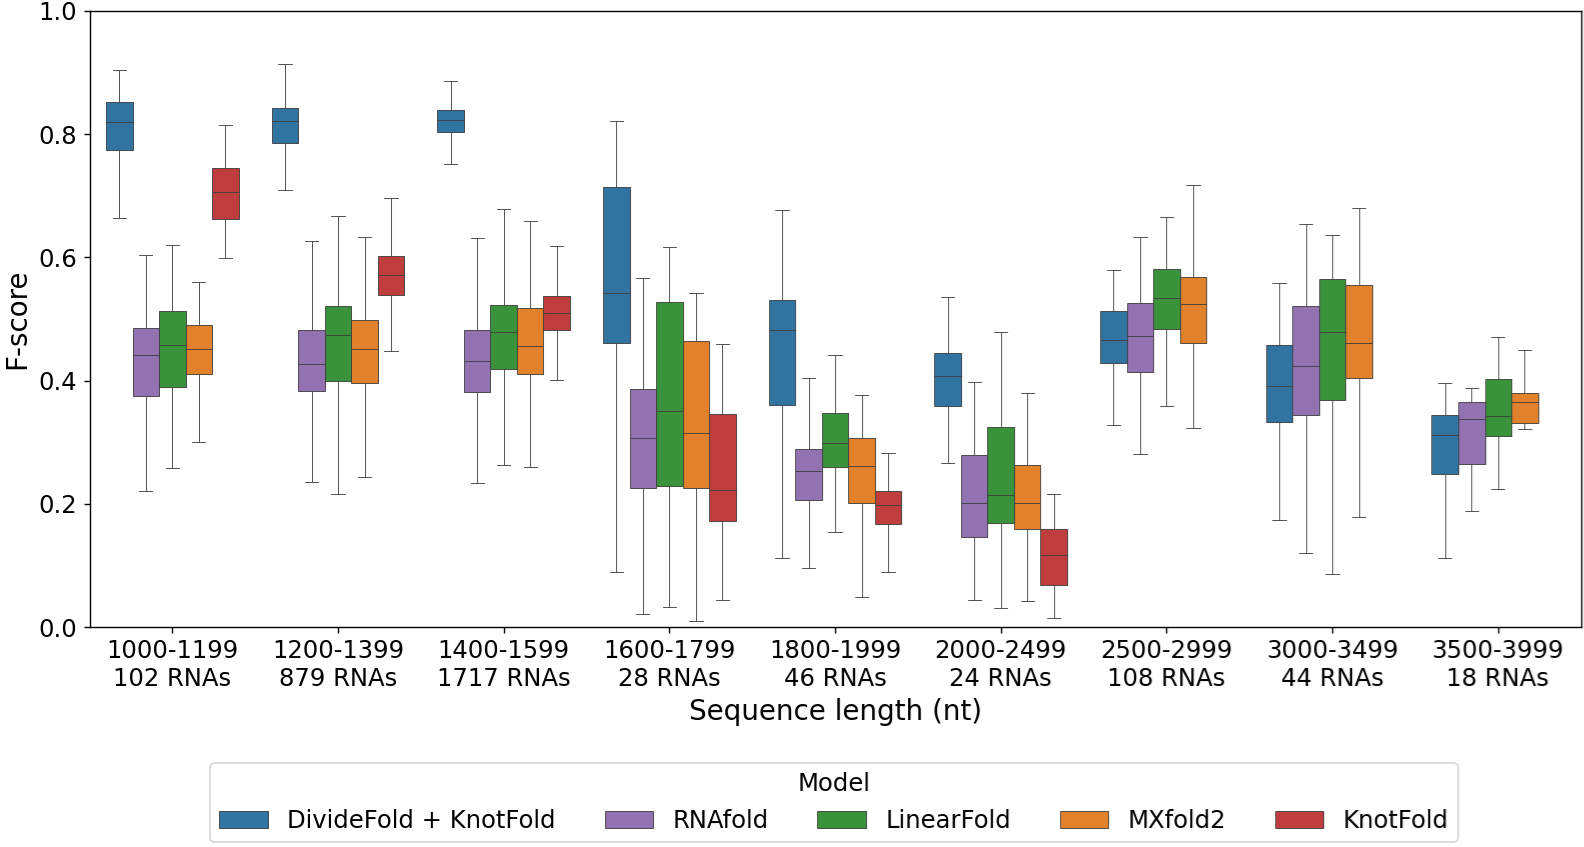 1.0
0.8
0.6
0.4
0.2
0.0
F-score
1000-1199 1200-1399 1400-1599 1600-1799 1800-1999 2000-2499 2500-2999 3000-3499 3500-3999
102 RNAs 879 RNAs 1717 RNAs 28 RNAs 46 RNAs 24 RNAs 108 RNAs 44 RNAs 18 RNAs
Sequence length (nt)
Model
DivideFold + KnotFold RNAfold LinearFold MXfold2 KnotFold